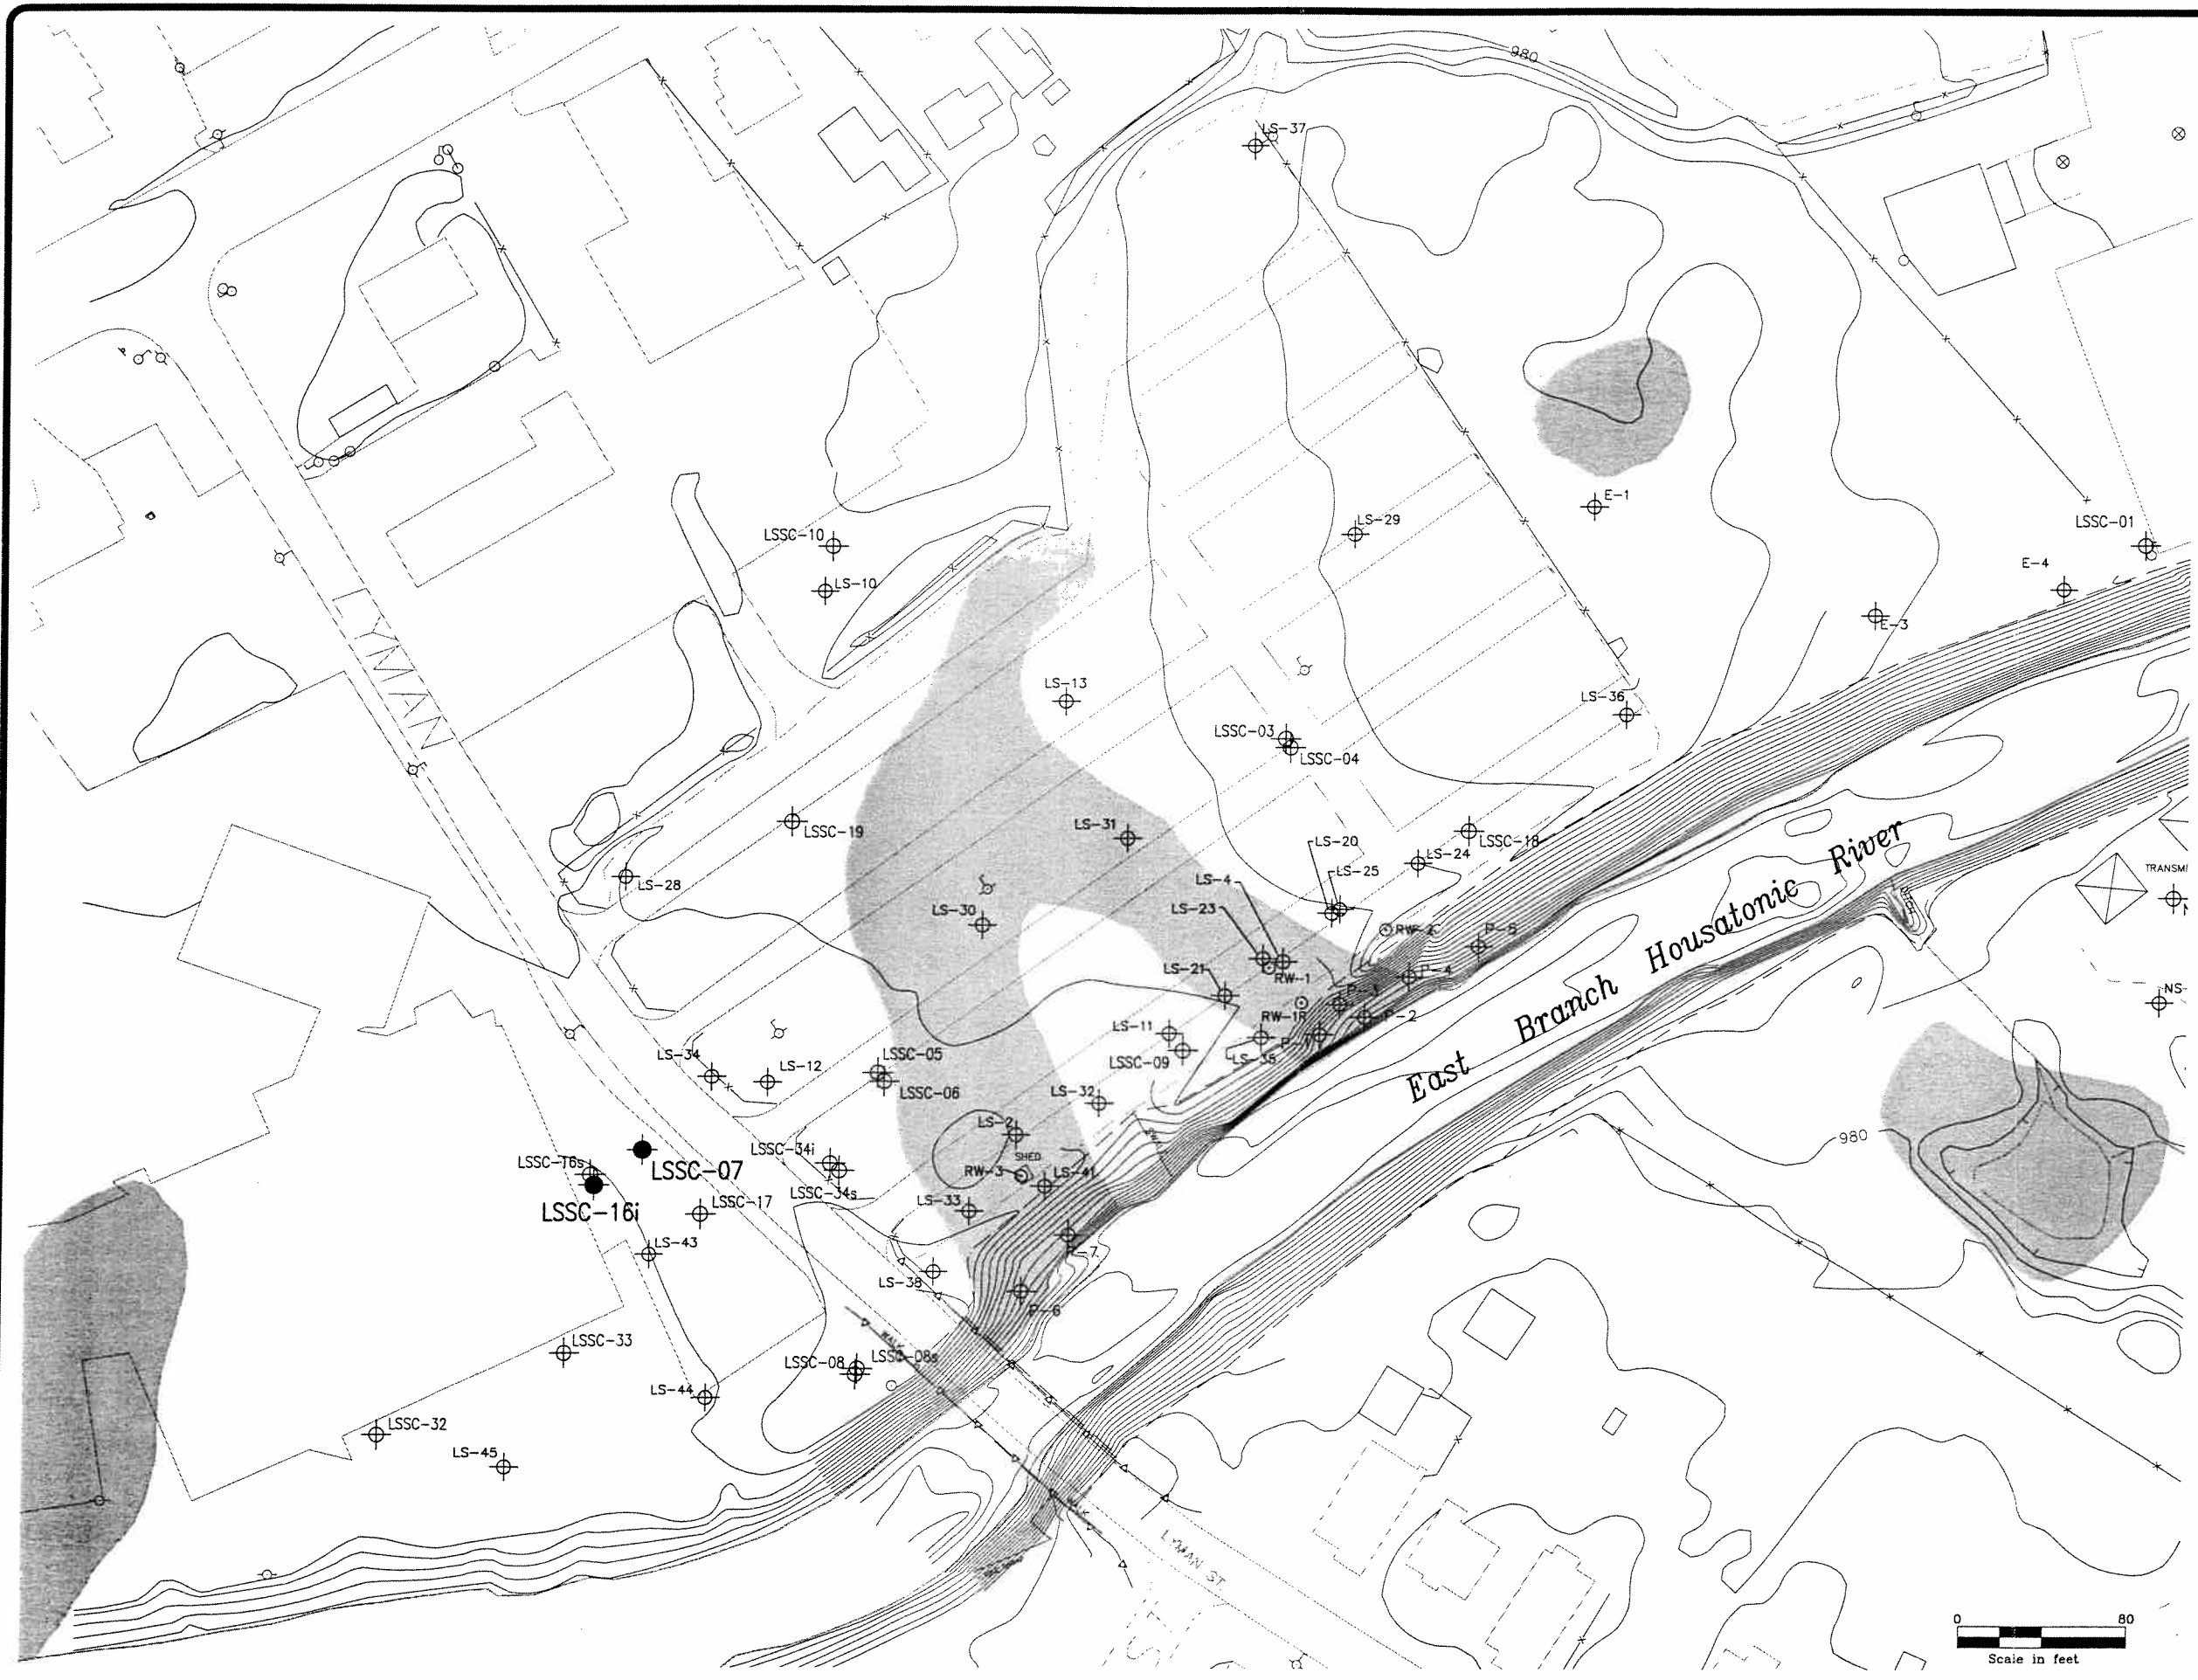 980
LS-37
E-1
LS-29
LSSC-01
LSSC-10
E-4
LS-10
E-3
LYMAN
LS-13
LS-36
LSSC-03
LSSC-04
LSSC-19
LS-31
LSSC-18
LS-20
LS-24
LS-25
LS-28
LS-4
LS-23
LS-30
RW-2
P-5
East Branch Housatonic River
TRANSMI
LS-21
RW-1
P-4
P-3
NS-
RW-1R
P-2
LS-11
P-1
LSSC-09
LS-35
LSSC-05
LS-34
LS-12
LSSC-06
LS-32
LS-2
980
LSSC-34i
SHED
LSSC-16s
LSSC-07
RW-3
LS-41
LSSC-34s
LSSC-17
LSSC-16i
LS-33
LS-43
P-7
LS-38
P-6
LSSC-33
LSSC-08
LSSC-08s
LS-44
LSSC-32
LS-45
LYMAN ST.
0 80
Scale in feet